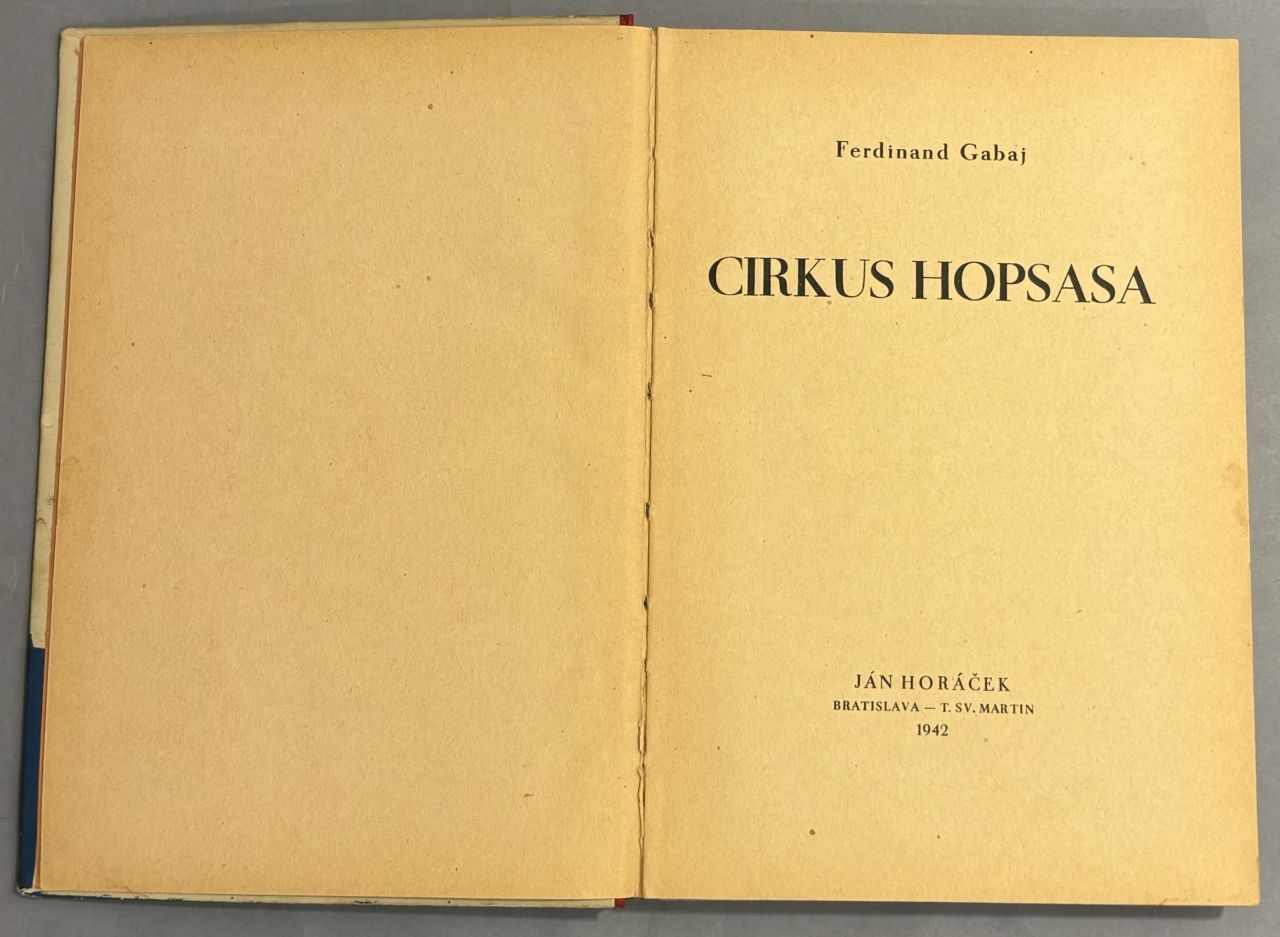 Ferdinand Gabaj
CIRKUS HOPSASA
JÁN HORÁČEK
BRATISLAVA — T. SV. MARTIN
1942